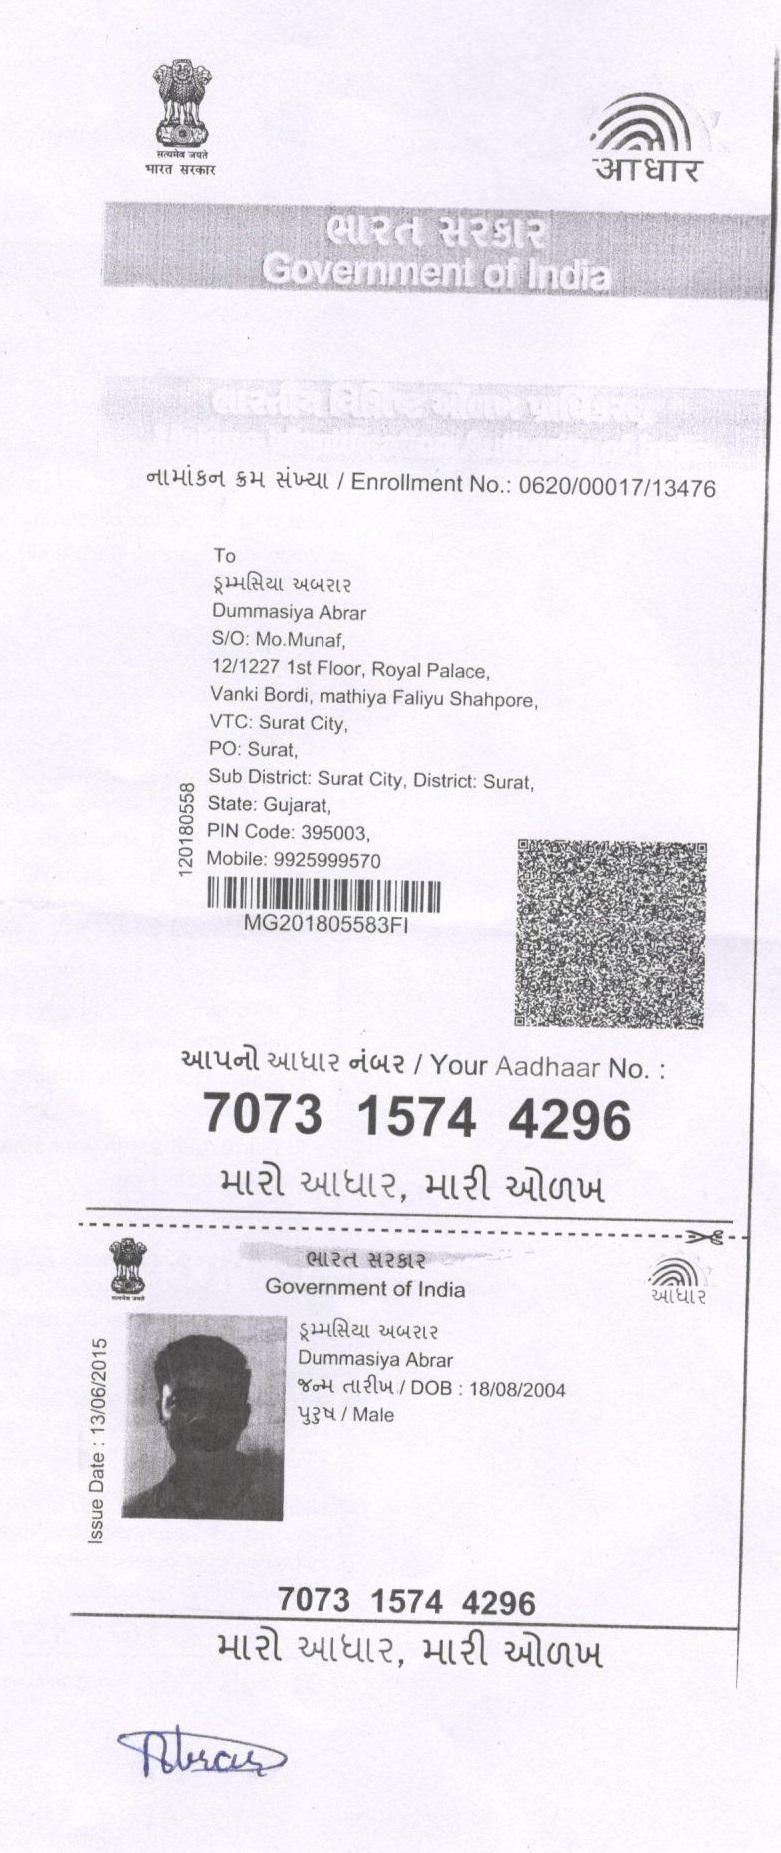 सत्यमेव जयते
भारत सरकार
आधार
ભારત સરકાર
Government of India
નામાંકન ક્રમ સંખ્યા / Enrollment No.: 0620/00017/13476
To
ડૂમ્મસિયા અબરાર
Dummasiya Abrar
S/O: Mo.Munaf,
12/1227 1st Floor, Royal Palace,
Vanki Bordi, mathiya Faliyu Shahpore,
VTC: Surat City,
PO: Surat,
Sub District: Surat City, District: Surat,
State: Gujarat,
PIN Code: 395003,
Mobile: 9925999570
120180558
MG201805583FI
આપનો આધાર નંબર / Your Aadhaar No. :
7073 1574 4296
મારો આધાર, મારી ઓળખ
ભારત સરકાર
Government of India
આધાર
ડૂમ્મસિયા અબરાર
Dummasiya Abrar
જન્મ તારીખ / DOB : 18/08/2004
પુરુષ / Male
Issue Date : 13/06/2015
7073 1574 4296
મારો આધાર, મારી ઓળખ